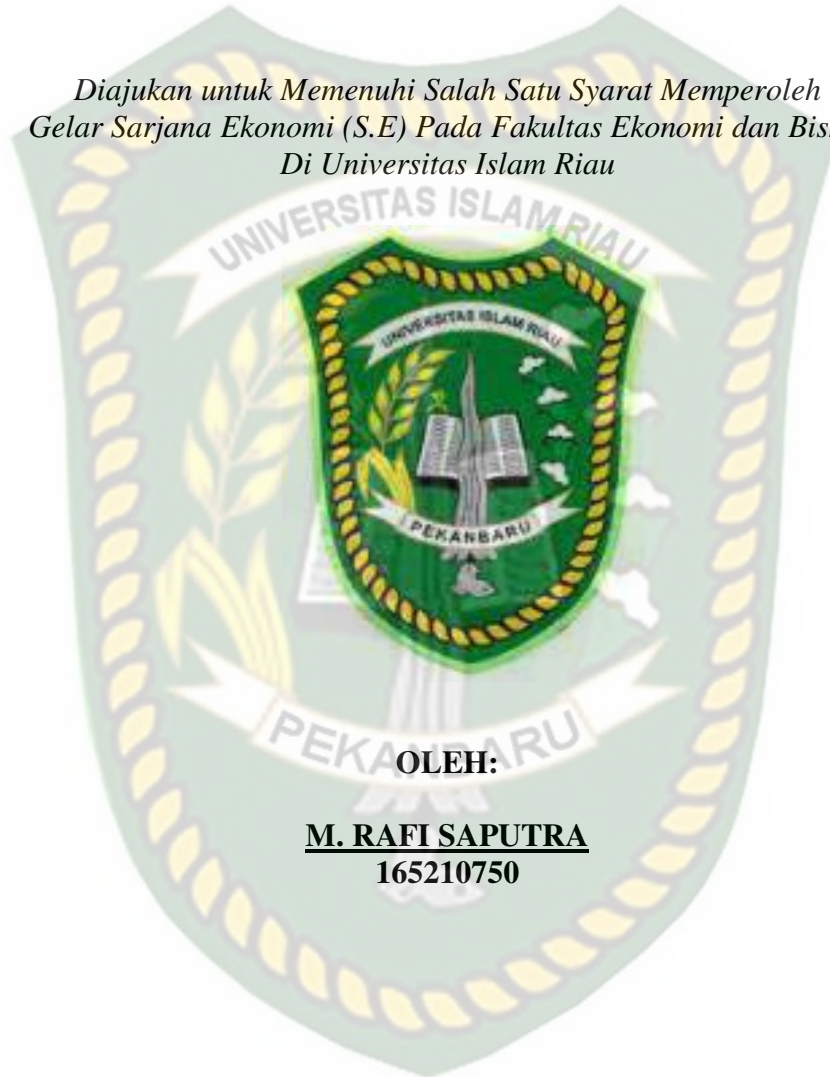 Diajukan untuk Memenuhi Salah Satu Syarat Memperoleh
Gelar Sarjana Ekonomi (S.E) Pada Fakultas Ekonomi dan Bis
Di Universitas Islam Riau
UNIVERSITAS ISLAM RIAU
UNIVERSITAS ISLAM RIAU
PEKANBARU
PEKANBARU
OLEH:
M. RAFI SAPUTRA
165210750